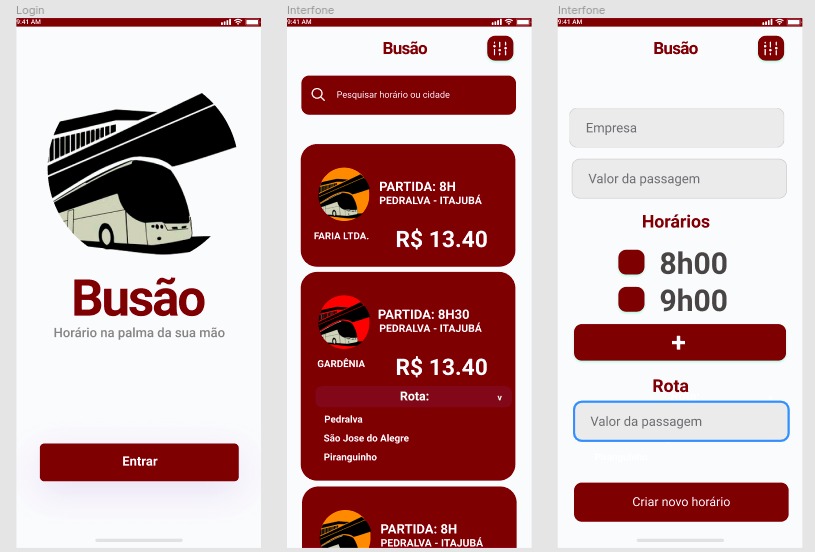 Login
9:41 AM
Busão
Horário na palma da sua mão
Entrar
Interfone
9:41 AM
Busão
Pesquisar horário ou cidade
PARTIDA: 8H
PEDRALVA - ITAJUBÁ
FARIA LTDA.
R$ 13.40
PARTIDA: 8H30
PEDRALVA - ITAJUBÁ
GARDÊNIA
R$ 13.40
Rota:
v
Pedralva
São Jose do Alegre
Piranguinho
PARTIDA: 8H
PEDRALVA - ITAJUBÁ
Interfone
9:41 AM
Busão
Empresa
Valor da passagem
Horários
8h00
9h00
+
Rota
Valor da passagem
Criar novo horário